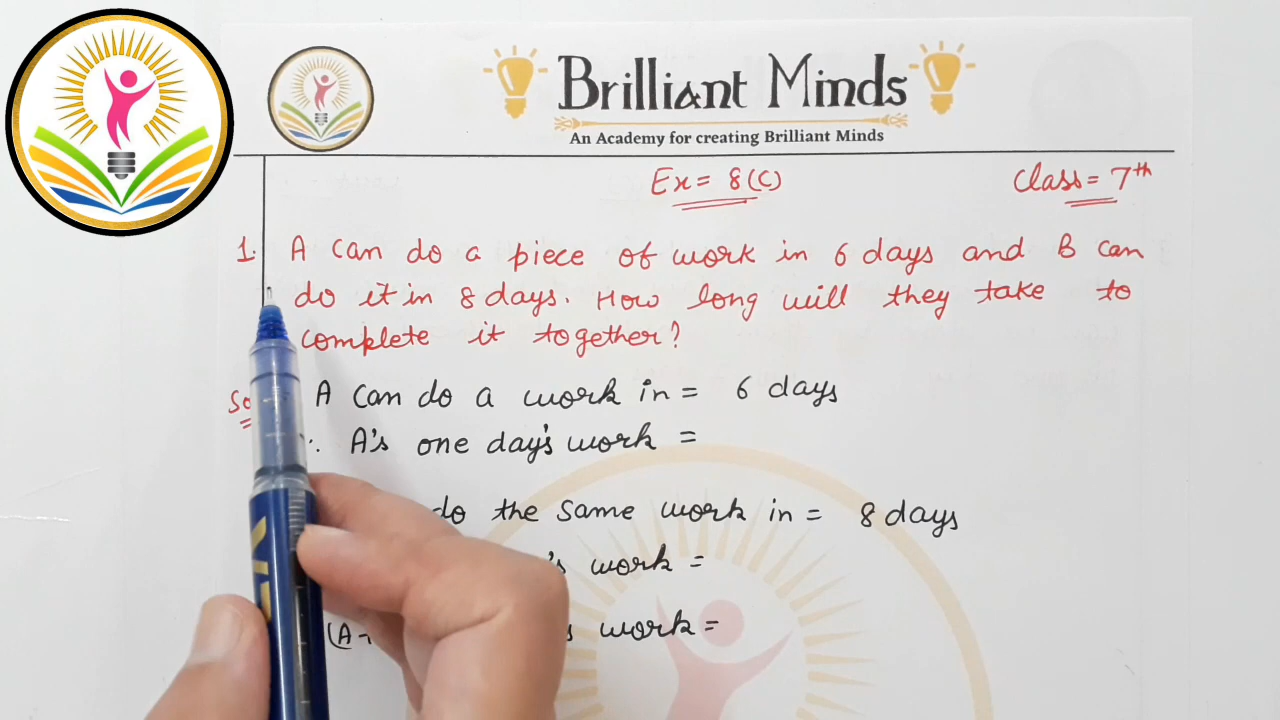 Brilliant Minds
An Academy for creating Brilliant Minds
Ex = 8(C)
Class = 7th
1. A can do a piece of work in 6 days and B can
do it in 8 days. How long will they take to
complete it together?
A can do a work in = 6 days
∴ A's one day's work =
do the same work in = 8 days
's work =
(A+ s work =